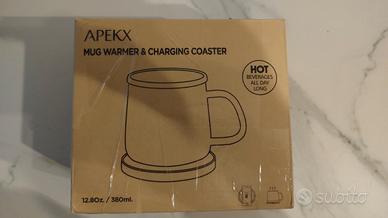 APEKX
MUG WARMER & CHARGING COASTER
HOT
BEVERAGES
ALL DAY
LONG
12.8Oz. / 380ml.
subito